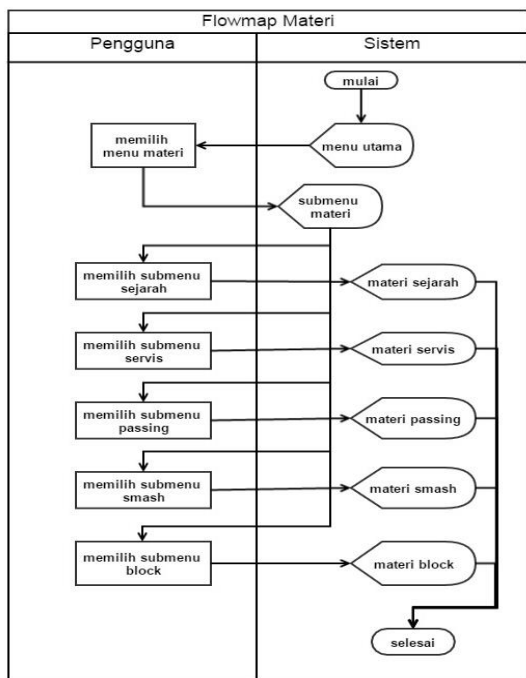 Flowmap Materi
Pengguna
Sistem
mulai
memilih
menu materi
menu utama
submenu
materi
memilih submenu
sejarah
materi sejarah
memilih submenu
servis
materi servis
memilih submenu
passing
materi passing
memilih submenu
smash
materi smash
memilih submenu
block
materi block
selesai